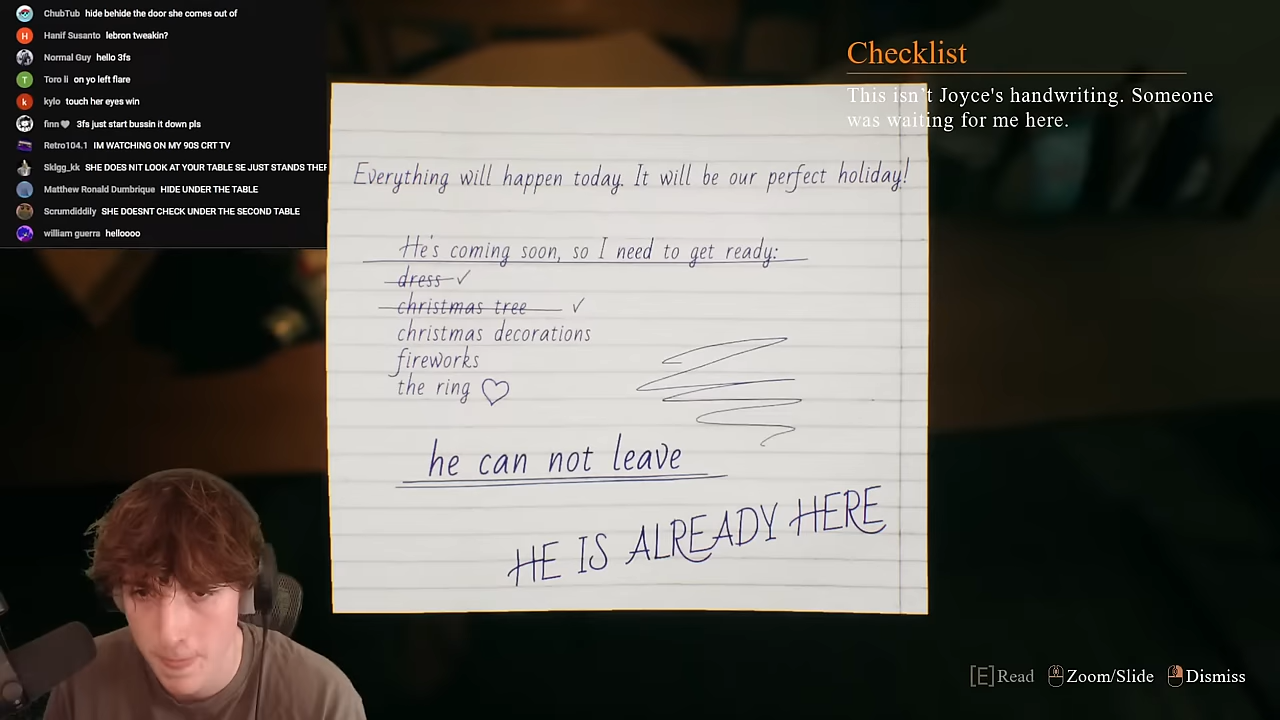 ChubTub hide behide the door she comes out of
Hanif Susanto lebron tweakin?
Normal Guy hello 3fs
Toro li on yo left flare
kylo touch her eyes win
finn 3fs just start bussin it down pls
Retro104.1 IM WATCHING ON MY 90S CRT TV
Sklgg_kk SHE DOES NIT LOOK AT YOUR TABLE SE JUST STANDS THER
Matthew Ronald Dumbrique HIDE UNDER THE TABLE
Scrumdiddily SHE DOESNT CHECK UNDER THE SECOND TABLE
william guerra helloooo
Checklist
This isn't Joyce's handwriting. Someone
was waiting for me here.
Everything will happen today. It will be our perfect holiday!
He's coming soon, so I need to get ready:
dress ✓
christmas tree ✓
christmas decorations
fireworks
the ring ♡
he can not leave
HE IS ALREADY HERE
[E]Read Zoom/Slide Dismiss